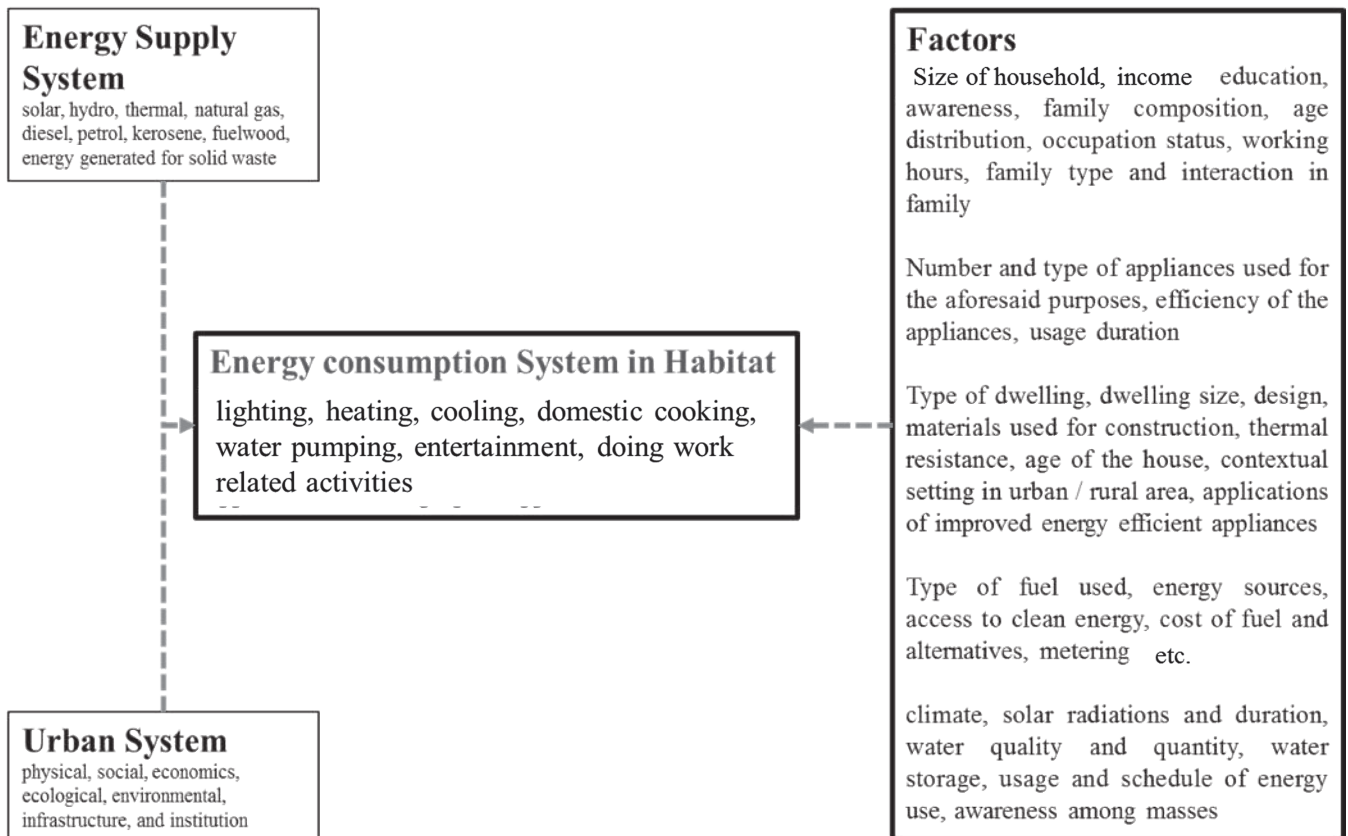 Energy Supply
System
solar, hydro, thermal, natural gas,
diesel, petrol, kerosene, fuelwood,
energy generated for solid waste
Energy consumption System in Habitat
lighting, heating, cooling, domestic cooking,
water pumping, entertainment, doing work
related activities
Urban System
physical, social, economics,
ecological, environmental,
infrastructure, and institution
Factors
Size of household, income education,
awareness, family composition, age
distribution, occupation status, working
hours, family type and interaction in
family
Number and type of appliances used for
the aforesaid purposes, efficiency of the
appliances, usage duration
Type of dwelling, dwelling size, design,
materials used for construction, thermal
resistance, age of the house, contextual
setting in urban / rural area, applications
of improved energy efficient appliances
Type of fuel used, energy sources,
access to clean energy, cost of fuel and
alternatives, metering etc.
climate, solar radiations and duration,
water quality and quantity, water
storage, usage and schedule of energy
use, awareness among masses